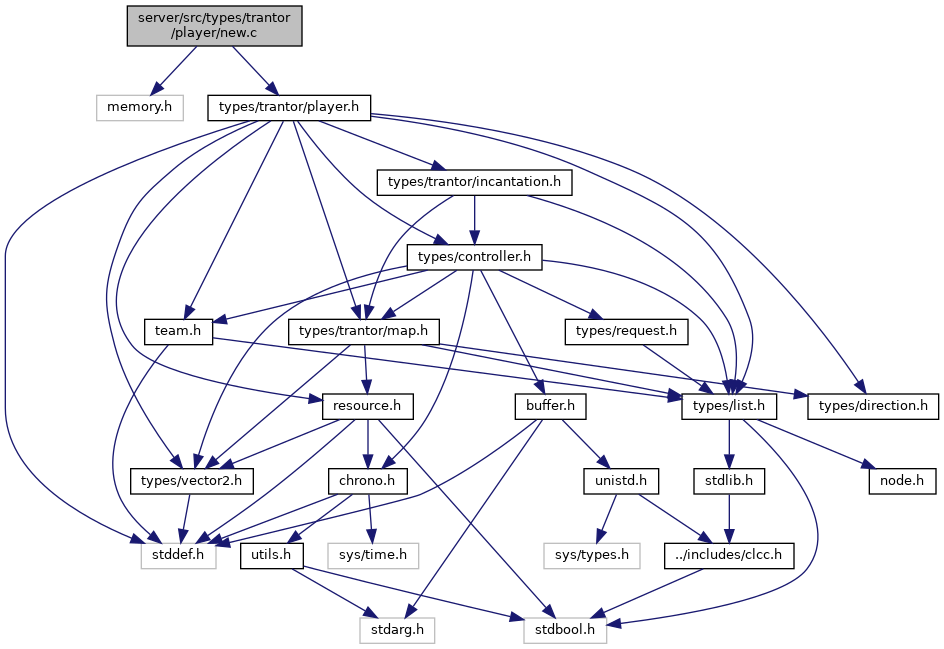 server/src/types/trantor
/player/new.c
memory.h
types/trantor/player.h
types/trantor/incantation.h
types/controller.h
team.h
types/trantor/map.h
types/request.h
resource.h
buffer.h
types/list.h
types/direction.h
types/vector2.h
chrono.h
unistd.h
stdlib.h
node.h
stddef.h
utils.h
sys/time.h
sys/types.h
../includes/clcc.h
stdarg.h
stdbool.h